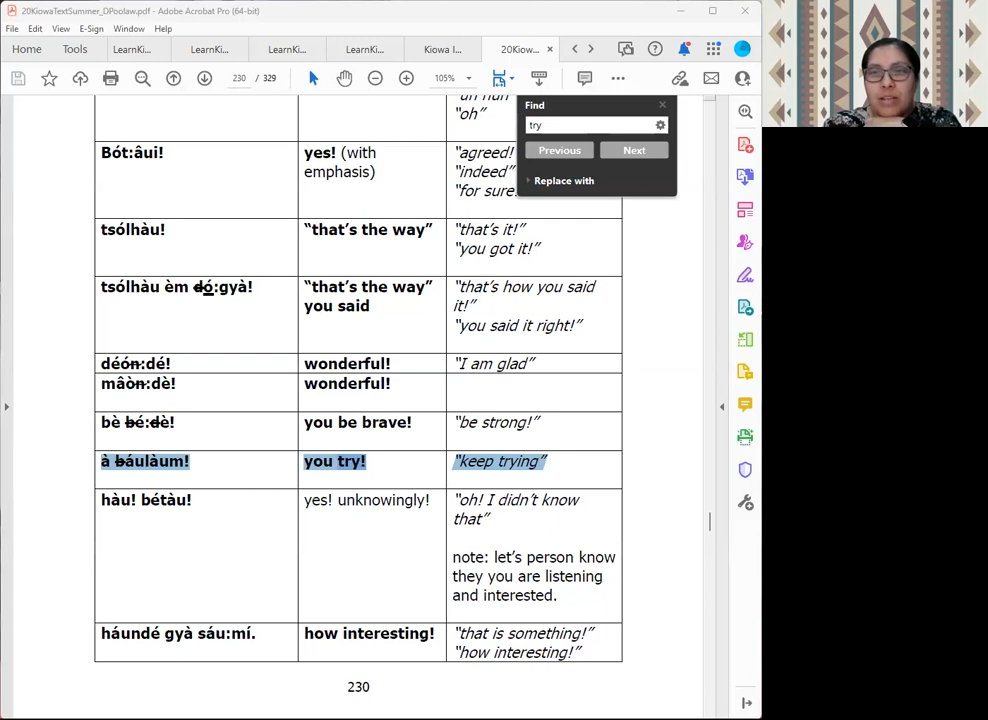 20KiowaTextSummer_DPoolaw.pdf - Adobe Acrobat Pro (64-bit)
File Edit View E-Sign Window Help
Home Tools LearnKi... LearnKi... LearnKi... LearnKi... Kiowa I... 20Kiow...
230 / 329 105%
Find
try
Previous Next
Replace with
"oh"
Bót:âui! yes! (with "agreed!
emphasis) "indeed"
"for sure
tsólhàu! "that's the way" "that's it!"
"you got it!"
tsólhàu èm d̶ó̲:gyà! "that's the way" "that's how you said
you said it!"
"you said it right!"
déón̶:dé! wonderful! "I am glad"
mâòn̶:dè! wonderful!
bè b̶é:d̶è! you be brave! "be strong!"
à b̶áulàum! you try! "keep trying"
hàu! bétàu! yes! unknowingly! "oh! I didn't know
that"
note: let's person know
they you are listening
and interested.
háundé gyà sáu:mí. how interesting! "that is something!"
"how interesting!"
230